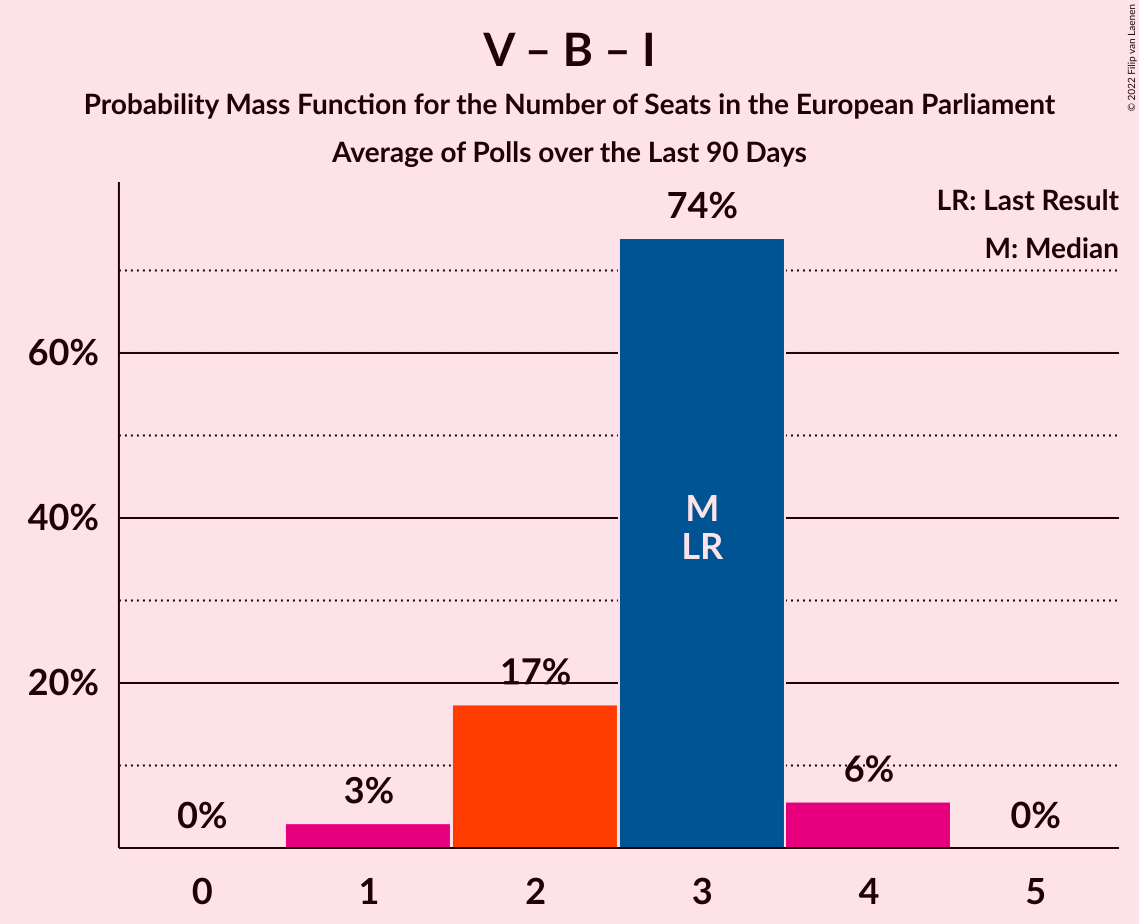 V – B – I
Probability Mass Function for the Number of Seats in the European Parliament
Average of Polls over the Last 90 Days
© 2022 Filip van Laenen
LR: Last Result
M: Median
74%
60%
M
40%
LR
17%
20%
6%
3%
0%
0%
0 1 2 3 4 5